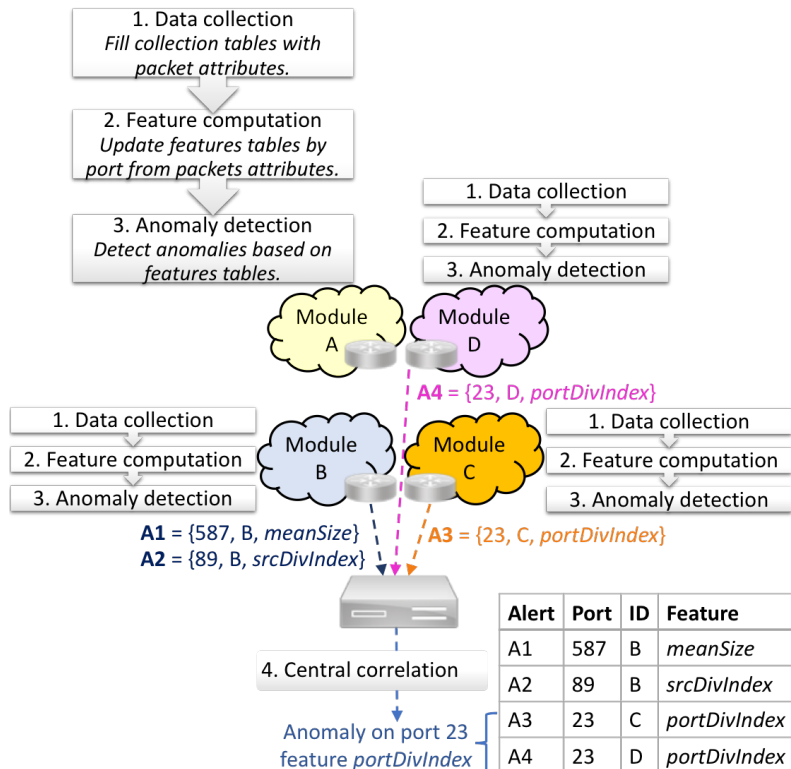 1. Data collection
Fill collection tables with
packet attributes.
2. Feature computation
Update features tables by
port from packets attributes.
3. Anomaly detection
Detect anomalies based on
features tables.
1. Data collection
2. Feature computation
3. Anomaly detection
Module
A
Module
D
A4 = {23, D, portDivIndex}
1. Data collection
2. Feature computation
3. Anomaly detection
Module
B
Module
C
1. Data collection
2. Feature computation
3. Anomaly detection
A1 = {587, B, meanSize}
A2 = {89, B, srcDivIndex}
A3 = {23, C, portDivIndex}
4. Central correlation
Anomaly on port 23
feature portDivIndex
Alert Port ID Feature
A1 587 B meanSize
A2 89 B srcDivIndex
A3 23 C portDivIndex
A4 23 D portDivIndex